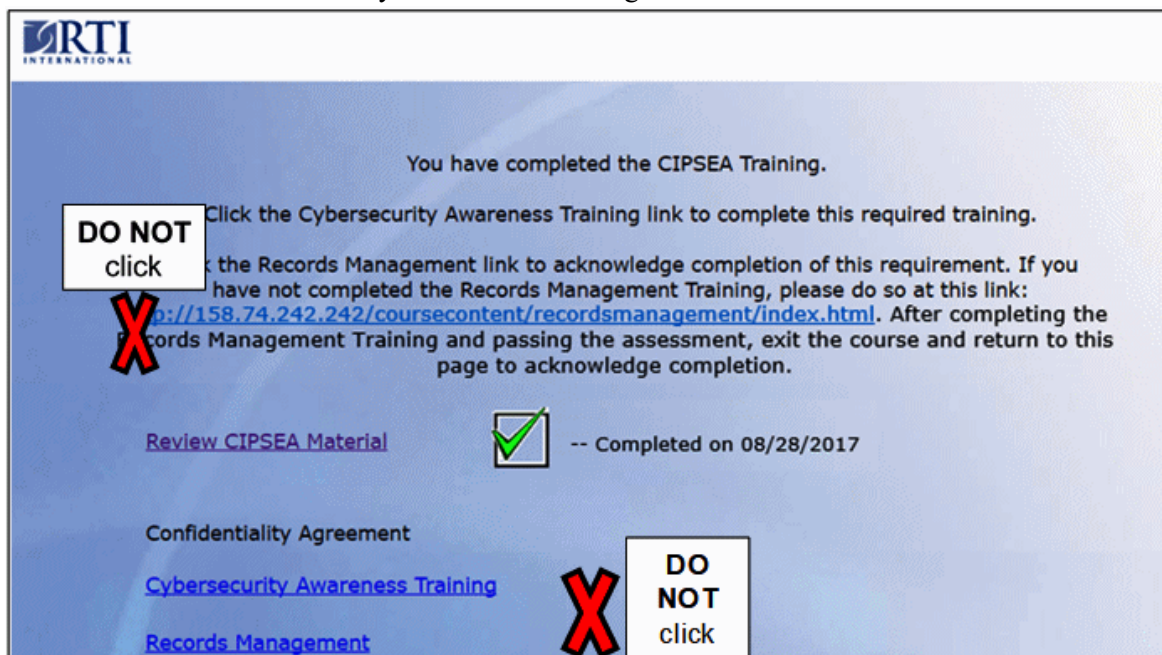 RTI
INTERNATIONAL
You have completed the CIPSEA Training.
Click the Cybersecurity Awareness Training link to complete this required training.
DO NOT
click
the Records Management link to acknowledge completion of this requirement. If you
have not completed the Records Management Training, please do so at this link:
p://158.74.242.242/coursecontent/recordsmanagement/index.html. After completing the
Records Management Training and passing the assessment, exit the course and return to this
page to acknowledge completion.
Review CIPSEA Material
-- Completed on 08/28/2017
Confidentiality Agreement
Cybersecurity Awareness Training
Records Management
DO
NOT
click